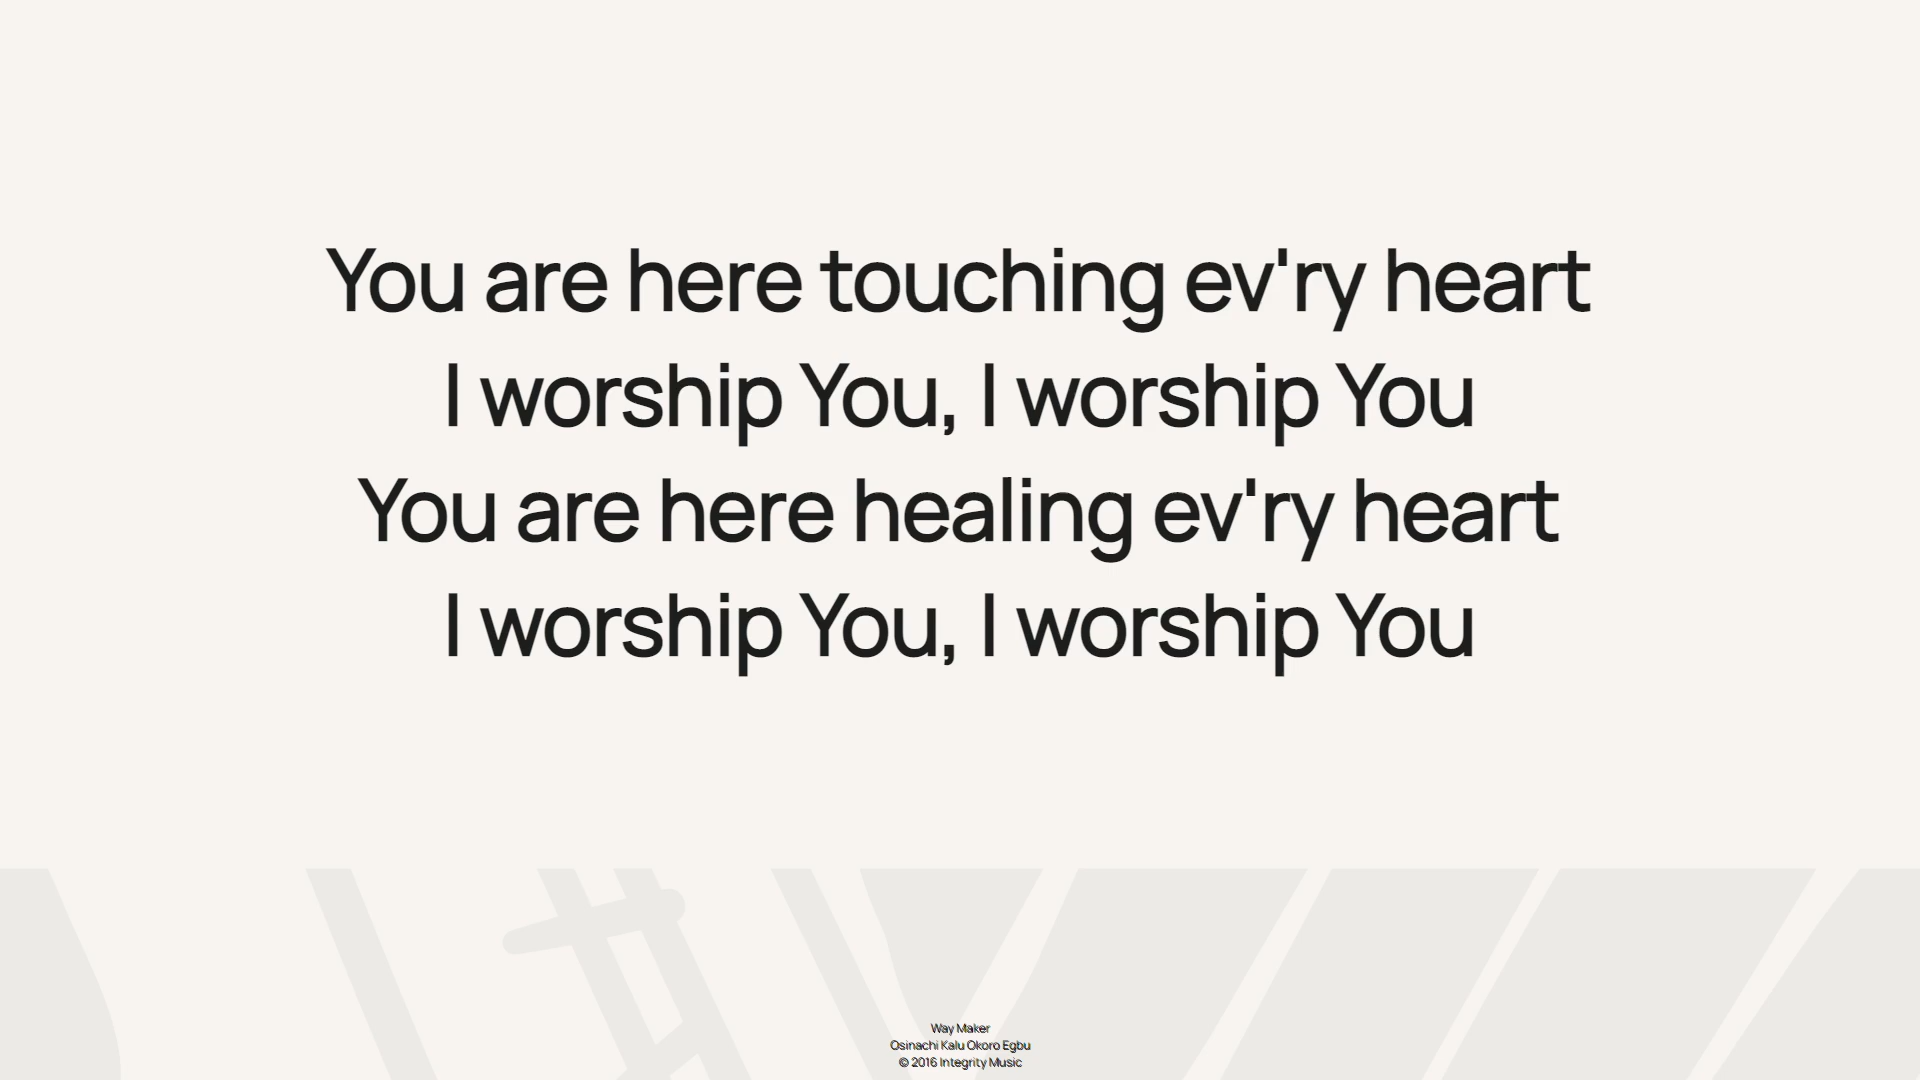 You are here touching ev'ry heart
I worship You, I worship You
You are here healing ev'ry heart
I worship You, I worship You
Way Maker
Osinachi Kalu Okoro Egbu
© 2016 Integrity Music